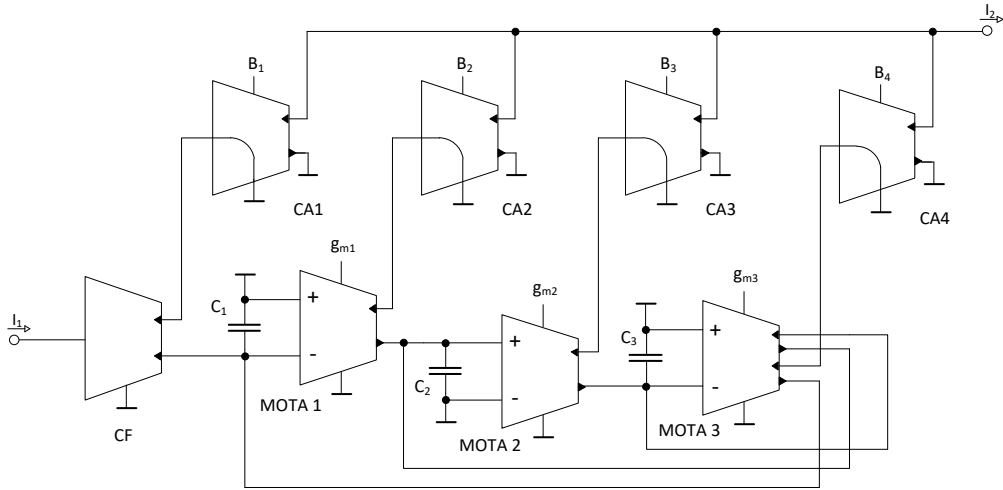 I₂
B₁
B₂
B₃
B₄
CA1
CA2
CA3
CA4
gₘ₁
gₘ₂
gₘ₃
I₁
C₁
+
-
C₂
+
-
C₃
+
-
CF
MOTA 1
MOTA 2
MOTA 3